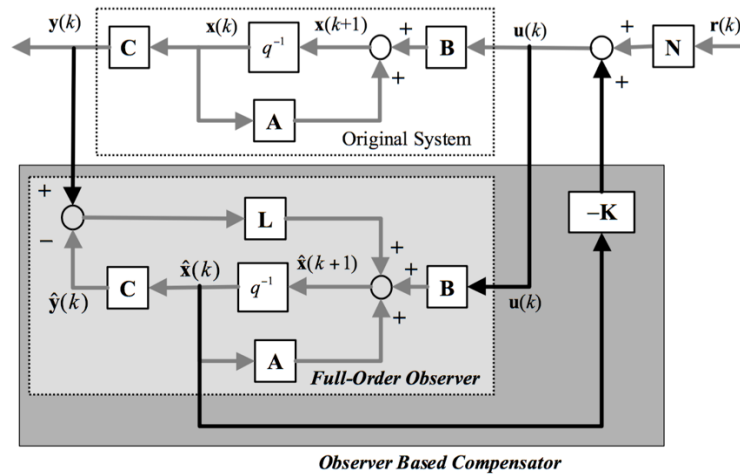 y(k)
C
x(k)
q⁻¹
x(k+1)
+
B
u(k)
+
N
r(k)
+
+
A
Original System
+
−
L
−K
+
ŷ(k)
C
x̂(k)
q⁻¹
x̂(k + 1)
+
B
u(k)
+
A
Full-Order Observer
Observer Based Compensator